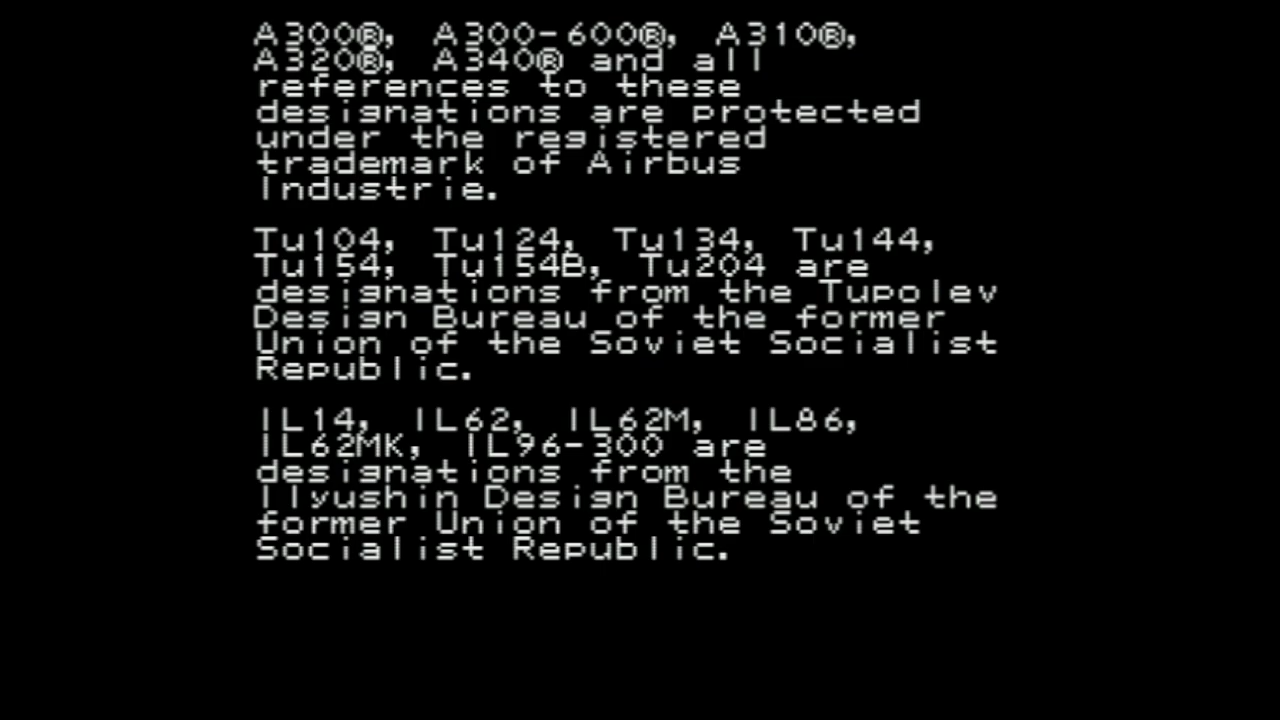 A300®, A300-600®, A310®,
A320®, A340® and all
references to these
designations are protected
under the registered
trademark of Airbus
Industrie.
Tu104, Tu124, Tu134, Tu144,
Tu154, Tu154B, Tu204 are
designations from the Tupolev
Design Bureau of the former
Union of the Soviet Socialist
Republic.
IL14, IL62, IL62M, IL86,
IL62MK, IL96-300 are
designations from the
Ilyushin Design Bureau of the
former Union of the Soviet
Socialist Republic.